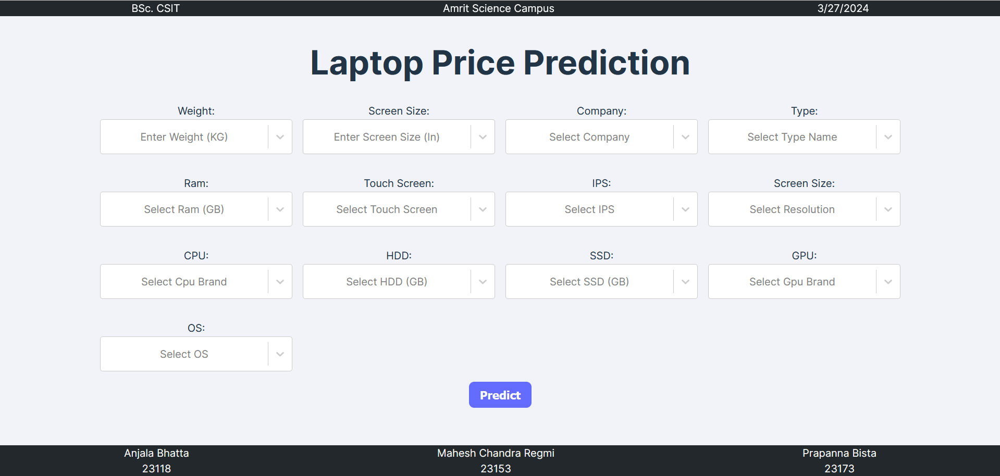 BSc. CSIT Amrit Science Campus 3/27/2024
Laptop Price Prediction
Weight: Screen Size: Company: Type:
Enter Weight (KG) Enter Screen Size (In) Select Company Select Type Name
Ram: Touch Screen: IPS: Screen Size:
Select Ram (GB) Select Touch Screen Select IPS Select Resolution
CPU: HDD: SSD: GPU:
Select Cpu Brand Select HDD (GB) Select SSD (GB) Select Gpu Brand
OS:
Select OS
Predict
Anjala Bhatta Mahesh Chandra Regmi Prapanna Bista
23118 23153 23173